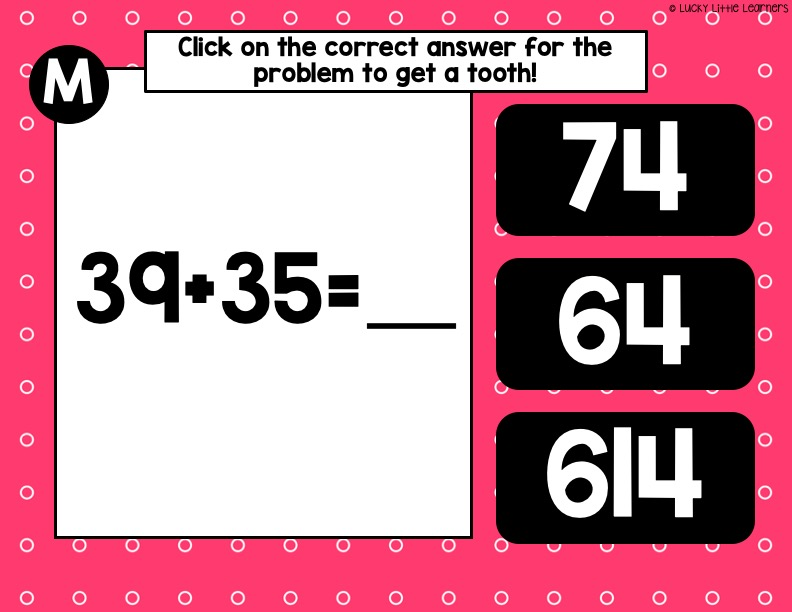 © Lucky Little Learners
Click on the correct answer for the
problem to get a tooth!
M
39+35=___
74
64
614